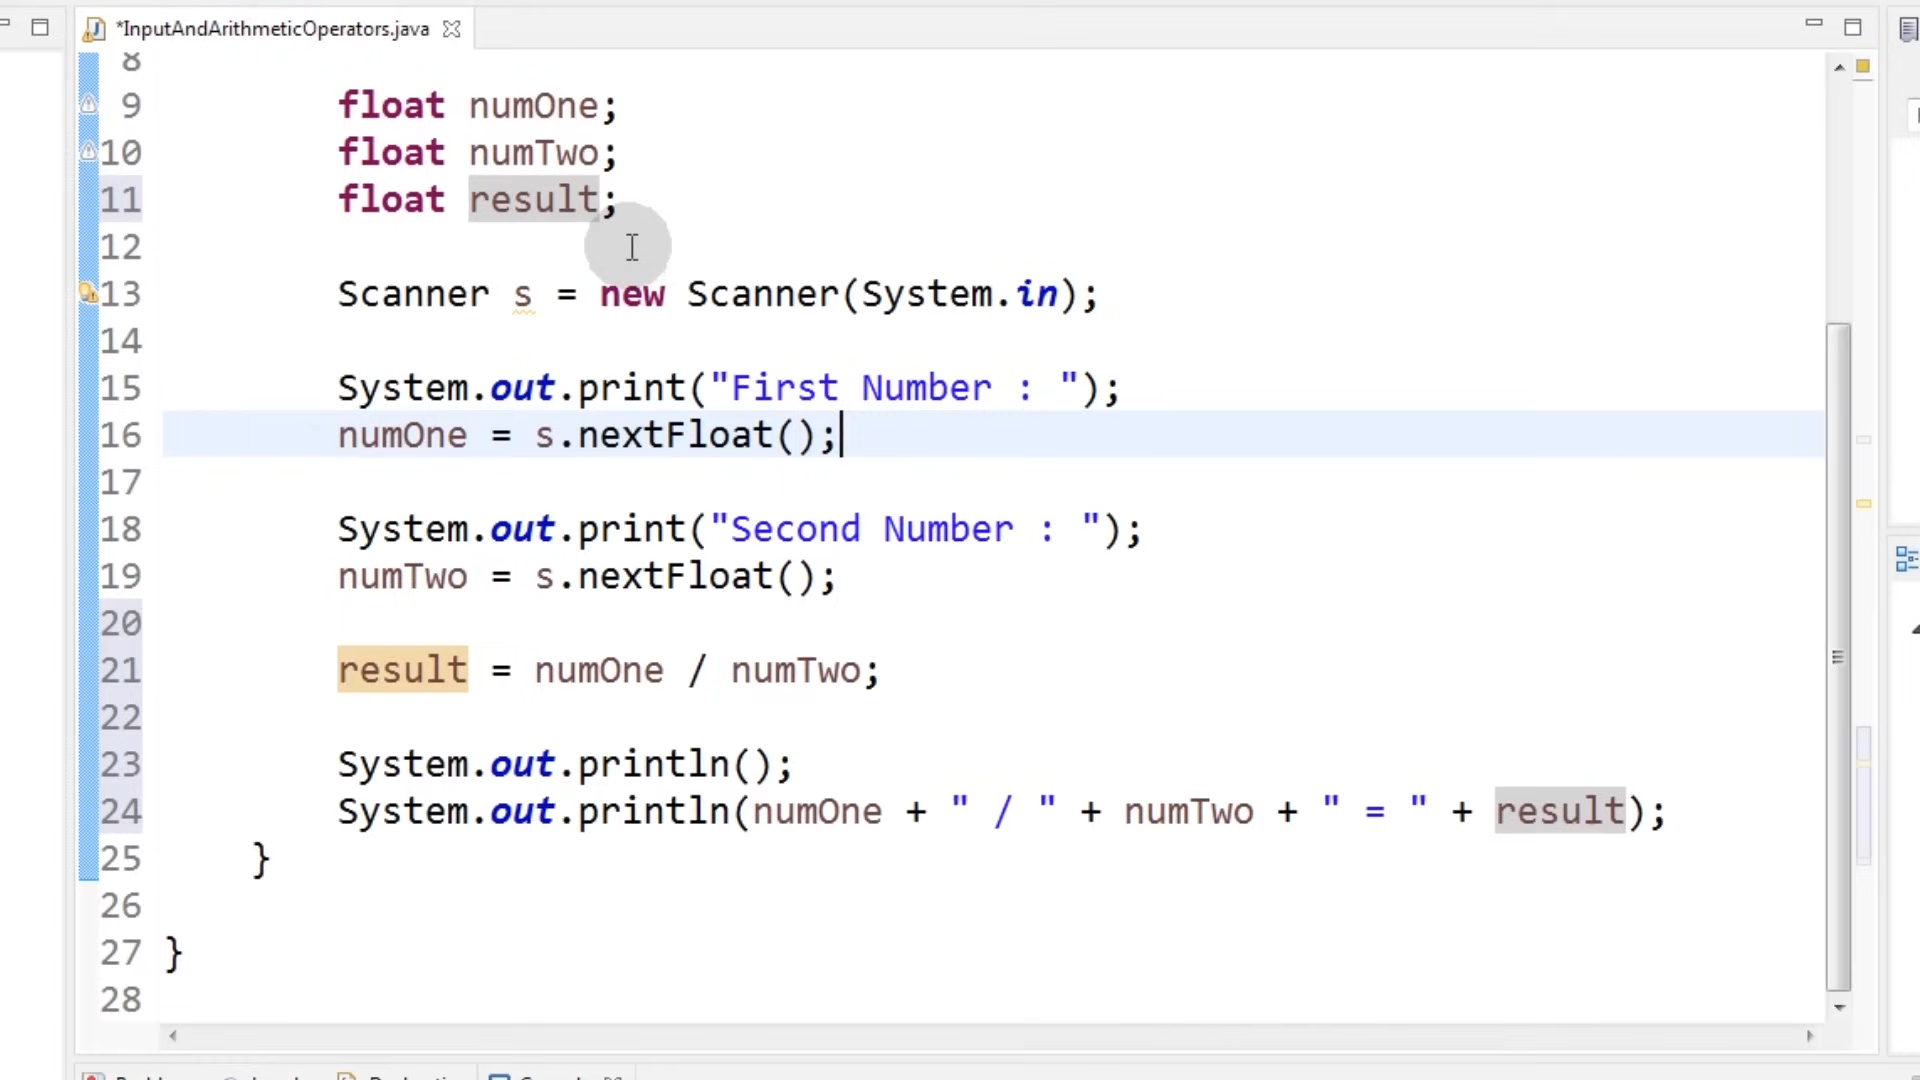 *InputAndArithmeticOperators.java
8
9 float numOne;
10 float numTwo;
11 float result;
12
13 Scanner s = new Scanner(System.in);
14
15 System.out.print("First Number : ");
16 numOne = s.nextFloat();
17
18 System.out.print("Second Number : ");
19 numTwo = s.nextFloat();
20
21 result = numOne / numTwo;
22
23 System.out.println();
24 System.out.println(numOne + " / " + numTwo + " = " + result);
25 }
26
27 }
28